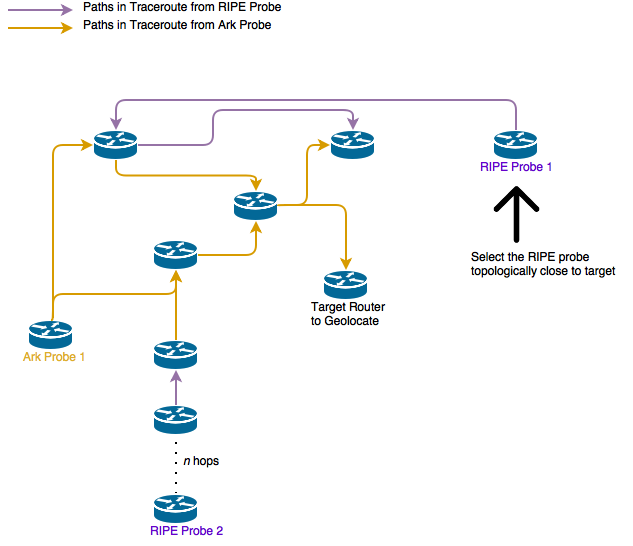 Paths in Traceroute from RIPE Probe
Paths in Traceroute from Ark Probe
RIPE Probe 1
Select the RIPE probe
topologically close to target
Target Router
to Geolocate
Ark Probe 1
n hops
RIPE Probe 2